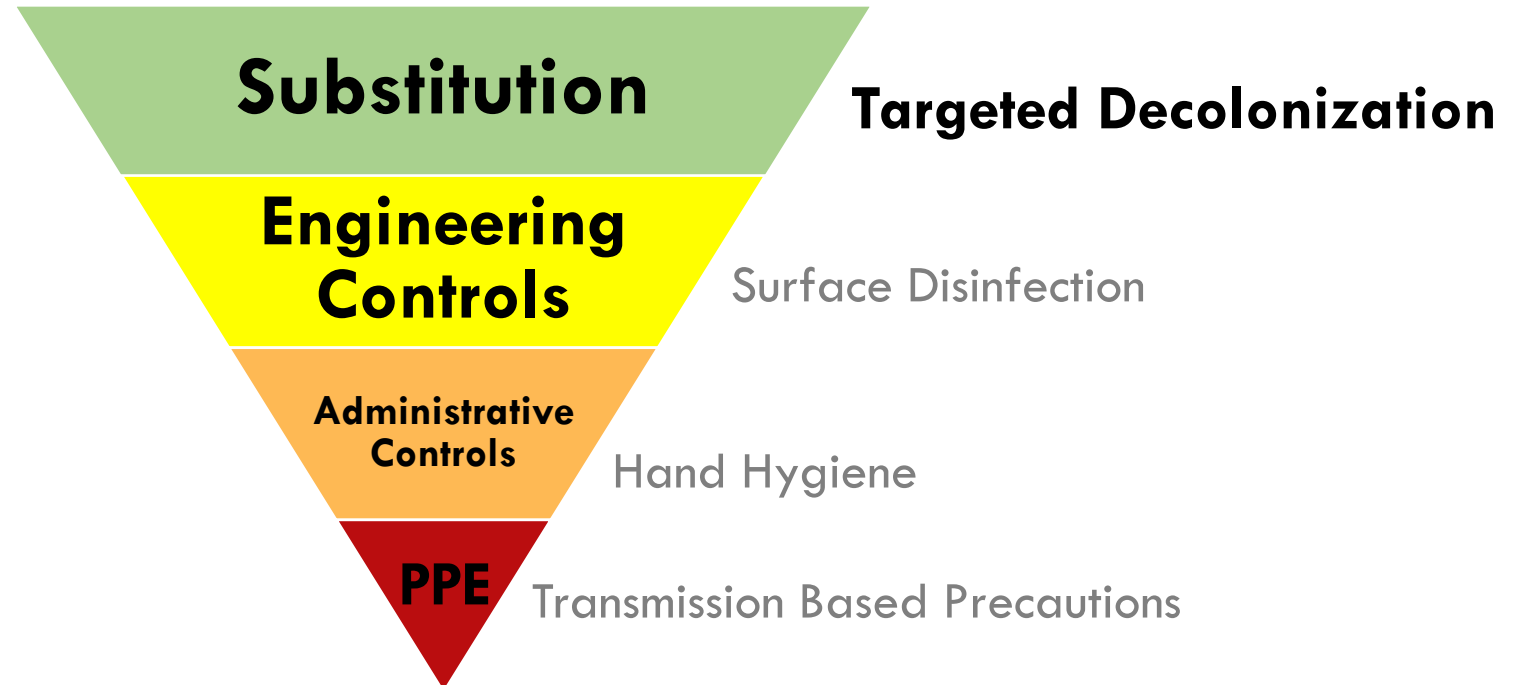 Substitution
Targeted Decolonization
Engineering
Controls
Surface Disinfection
Administrative
Controls
Hand Hygiene
PPE
Transmission Based Precautions